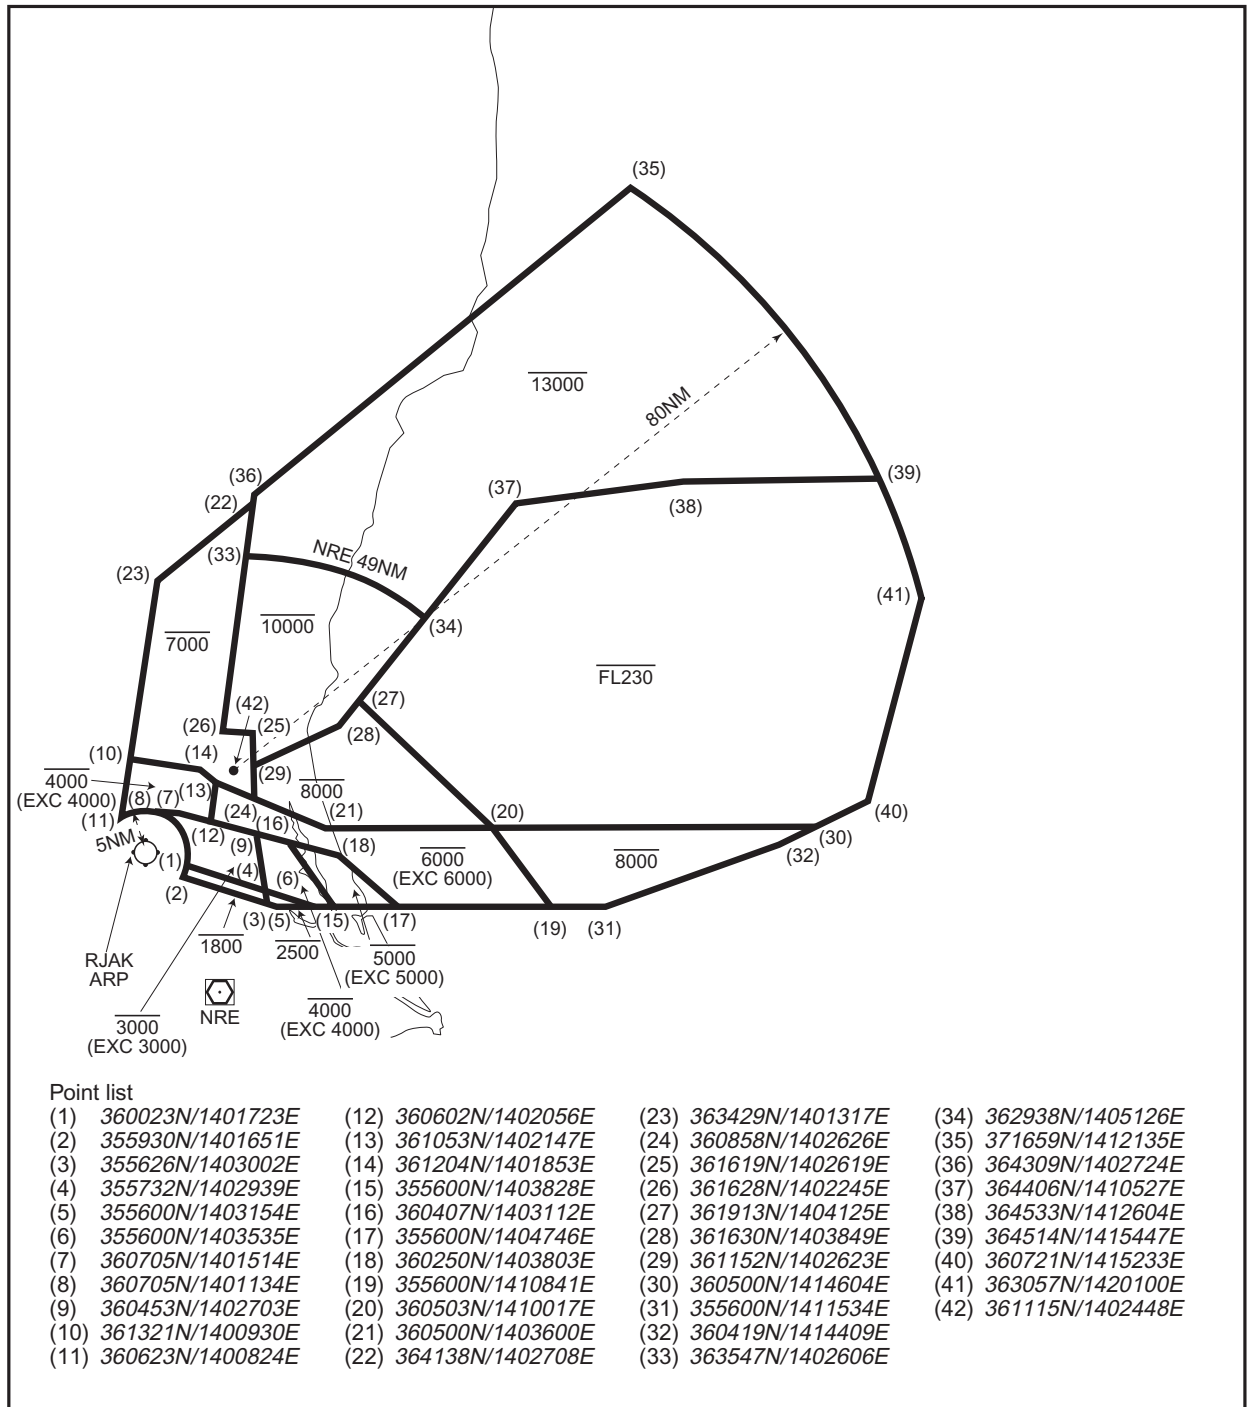 (35)
13000
80NM
(36)
(22)
(37)
(38)
(39)
(33)
NRE 49NM
(23)
(41)
10000
(34)
7000
FL230
(42)
(27)
(26)
(25)
(28)
(10)
(14)
(29)
4000
(EXC 4000)
(8)
(7)
(13)
8000
(24)
(21)
(20)
(40)
(11)
(12)
(16)
(30)
5NM
(9)
(18)
(32)
(1)
(4)
(6)
6000
(EXC 6000)
8000
(2)
(3)
(5)
(15)
(17)
(19)
(31)
1800
2500
5000
(EXC 5000)
RJAK
ARP
NRE
4000
(EXC 4000)
3000
(EXC 3000)
Point list
(1) 360023N/1401723E (12) 360602N/1402056E (23) 363429N/1401317E (34) 362938N/1405126E
(2) 355930N/1401651E (13) 361053N/1402147E (24) 360858N/1402626E (35) 371659N/1412135E
(3) 355626N/1403002E (14) 361204N/1401853E (25) 361619N/1402619E (36) 364309N/1402724E
(4) 355732N/1402939E (15) 355600N/1403828E (26) 361628N/1402245E (37) 364406N/1410527E
(5) 355600N/1403154E (16) 360407N/1403112E (27) 361913N/1404125E (38) 364533N/1412604E
(6) 355600N/1403535E (17) 355600N/1404746E (28) 361630N/1403849E (39) 364514N/1415447E
(7) 360705N/1401514E (18) 360250N/1403803E (29) 361152N/1402623E (40) 360721N/1415233E
(8) 360705N/1401134E (19) 355600N/1410841E (30) 360500N/1414604E (41) 363057N/1420100E
(9) 360453N/1402703E (20) 360503N/1410017E (31) 355600N/1411534E (42) 361115N/1402448E
(10) 361321N/1400930E (21) 360500N/1403600E (32) 360419N/1414409E
(11) 360623N/1400824E (22) 364138N/1402708E (33) 363547N/1402606E